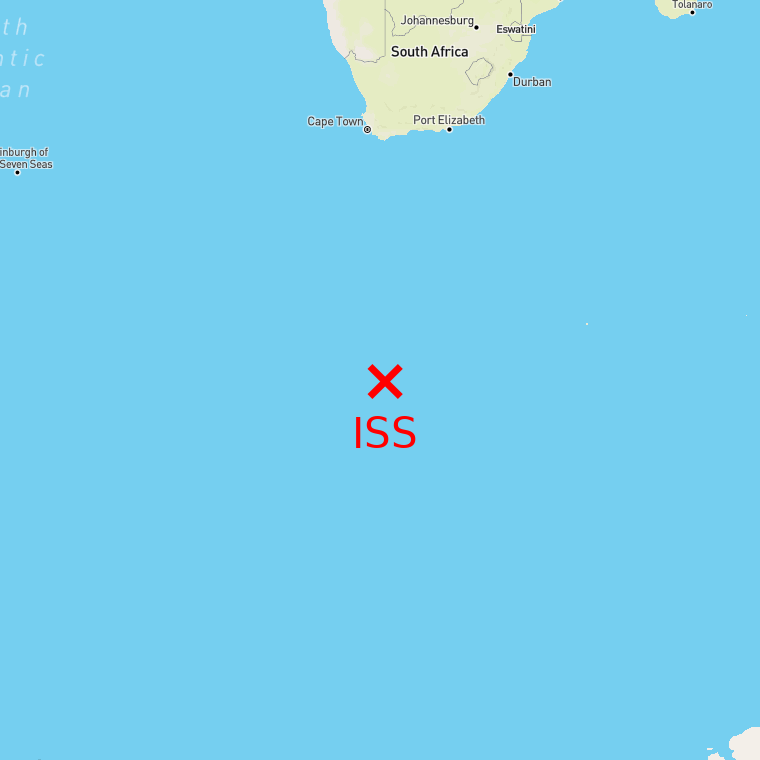 Tolanaro
Johannesburg
Eswatini
th
ntic
an
South Africa
Durban
Cape Town
Port Elizabeth
inburgh of
Seven Seas
ISS